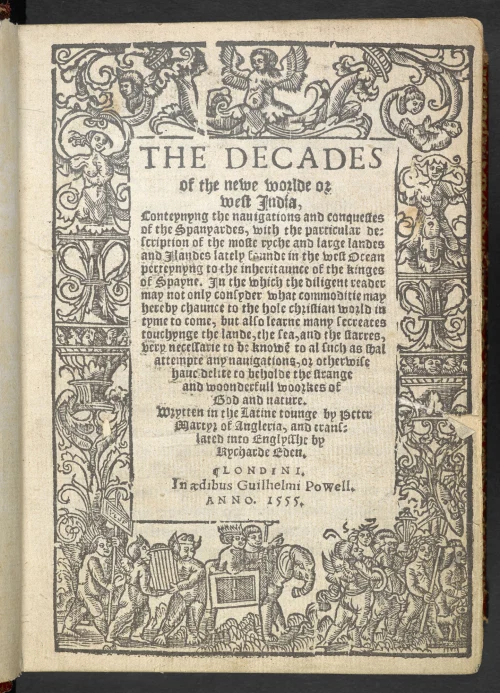 THE DECADES
of the newe worlde or
west India,
Conteynyng the nauigations and conquestes
of the Spanyardes, with the particular de-
scription of the moste ryche and large landes
and Ilandes lately founde in the west Ocean
perteynyng to the inheritaunce of the kinges
of Spayne. In the which the diligent reader
may not only consyder what commoditie may
hereby chaunce to the hole christian world in
tyme to come, but also learne many secreates
touchynge the lande, the sea, and the starres,
very necessarie to be knowē to al such as shal
attempte any nauigations, or otherwise
haue delite to beholde the strange
and woonderfull woorkes of
God and nature.
Wrytten in the Latine tounge by Peter
Martyr of Angleria, and trans-
lated into Englysshe by
Rycharde Eden.
¶LONDINI.
In ædibus Guilhelmi Powell.
ANNO. 1555.